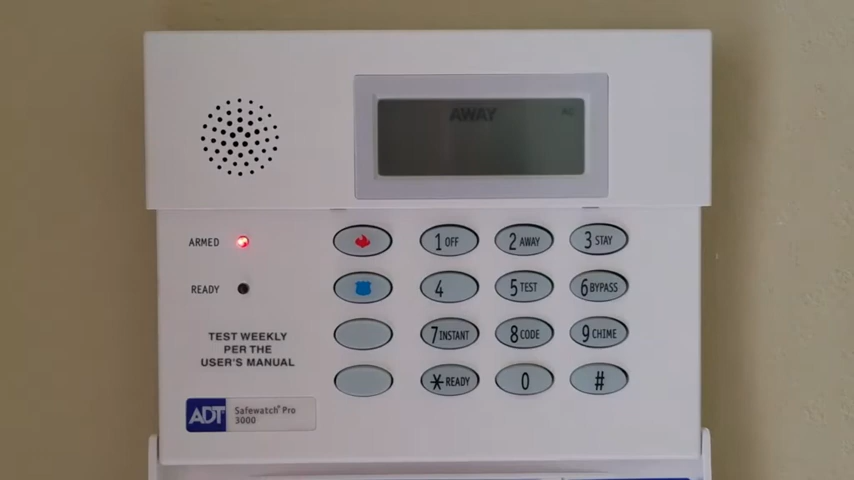 AWAY
ARMED
READY
1 OFF
2 AWAY
3 STAY
4
5 TEST
6 BYPASS
7 INSTANT
8 CODE
9 CHIME
* READY
0
#
TEST WEEKLY
PER THE
USER'S MANUAL
ADT
Safewatch® Pro
3000